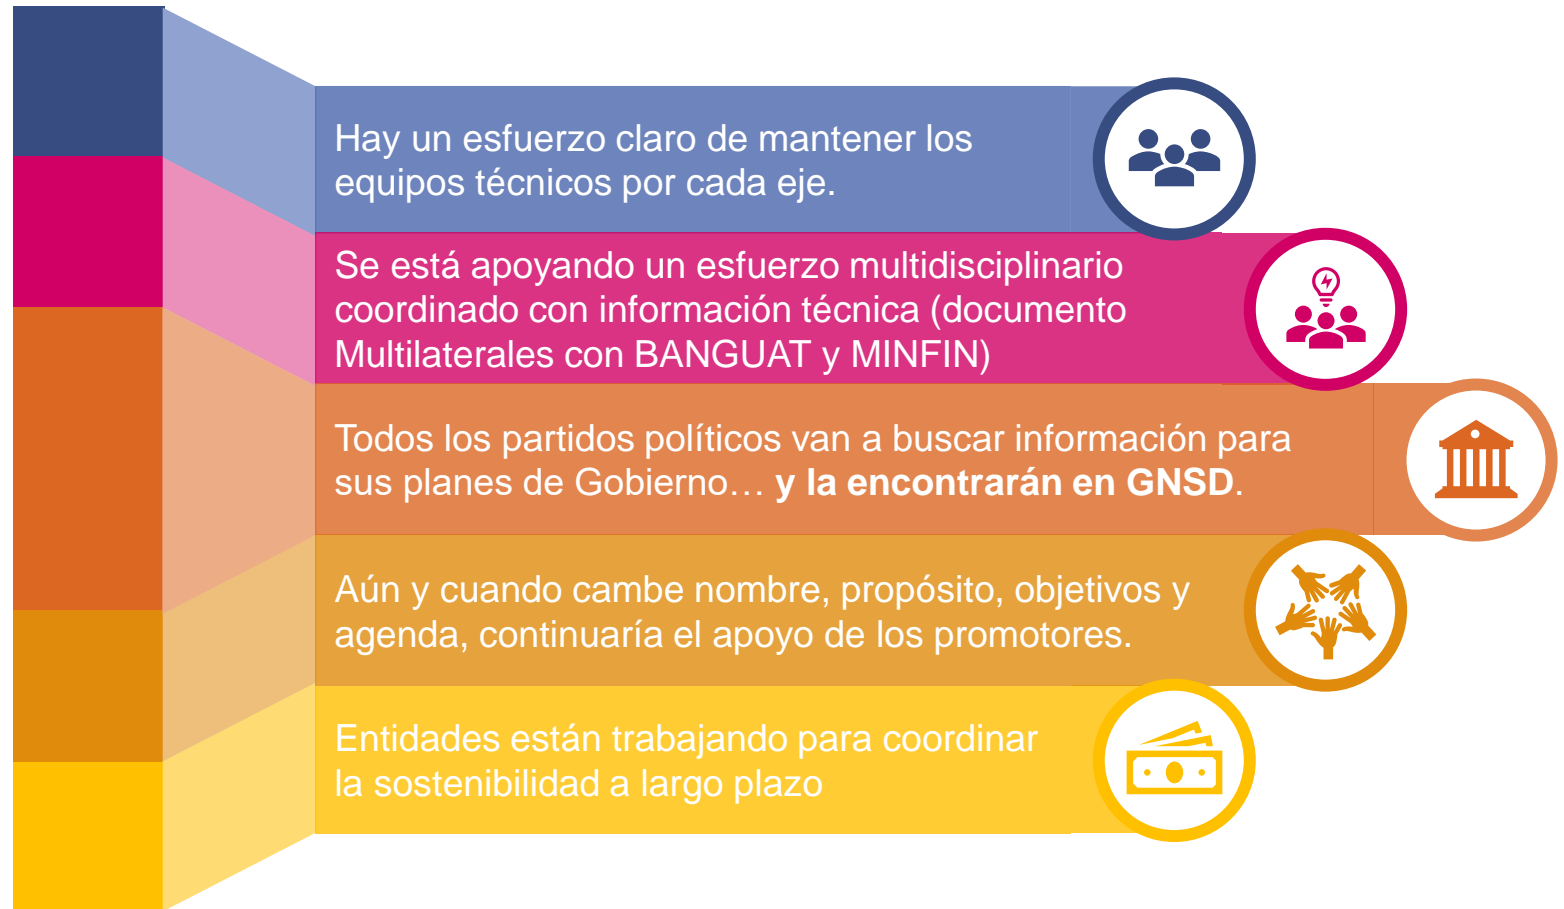 Hay un esfuerzo claro de mantener los
equipos técnicos por cada eje.
Se está apoyando un esfuerzo multidisciplinario
coordinado con información técnica (documento
Multilaterales con BANGUAT y MINFIN)
Todos los partidos políticos van a buscar información para
sus planes de Gobierno… y la encontrarán en GNSD.
Aún y cuando cambe nombre, propósito, objetivos y
agenda, continuaría el apoyo de los promotores.
Entidades están trabajando para coordinar
la sostenibilidad a largo plazo